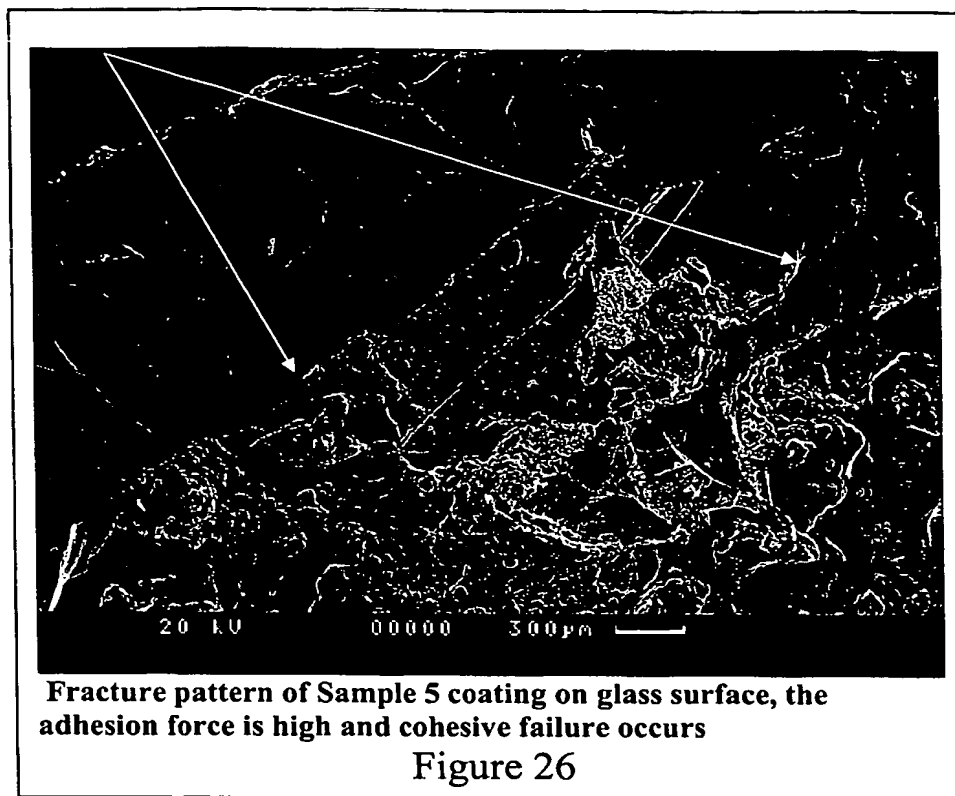 20 kV 00000 300µm
Fracture pattern of Sample 5 coating on glass surface, the
adhesion force is high and cohesive failure occurs
Figure 26